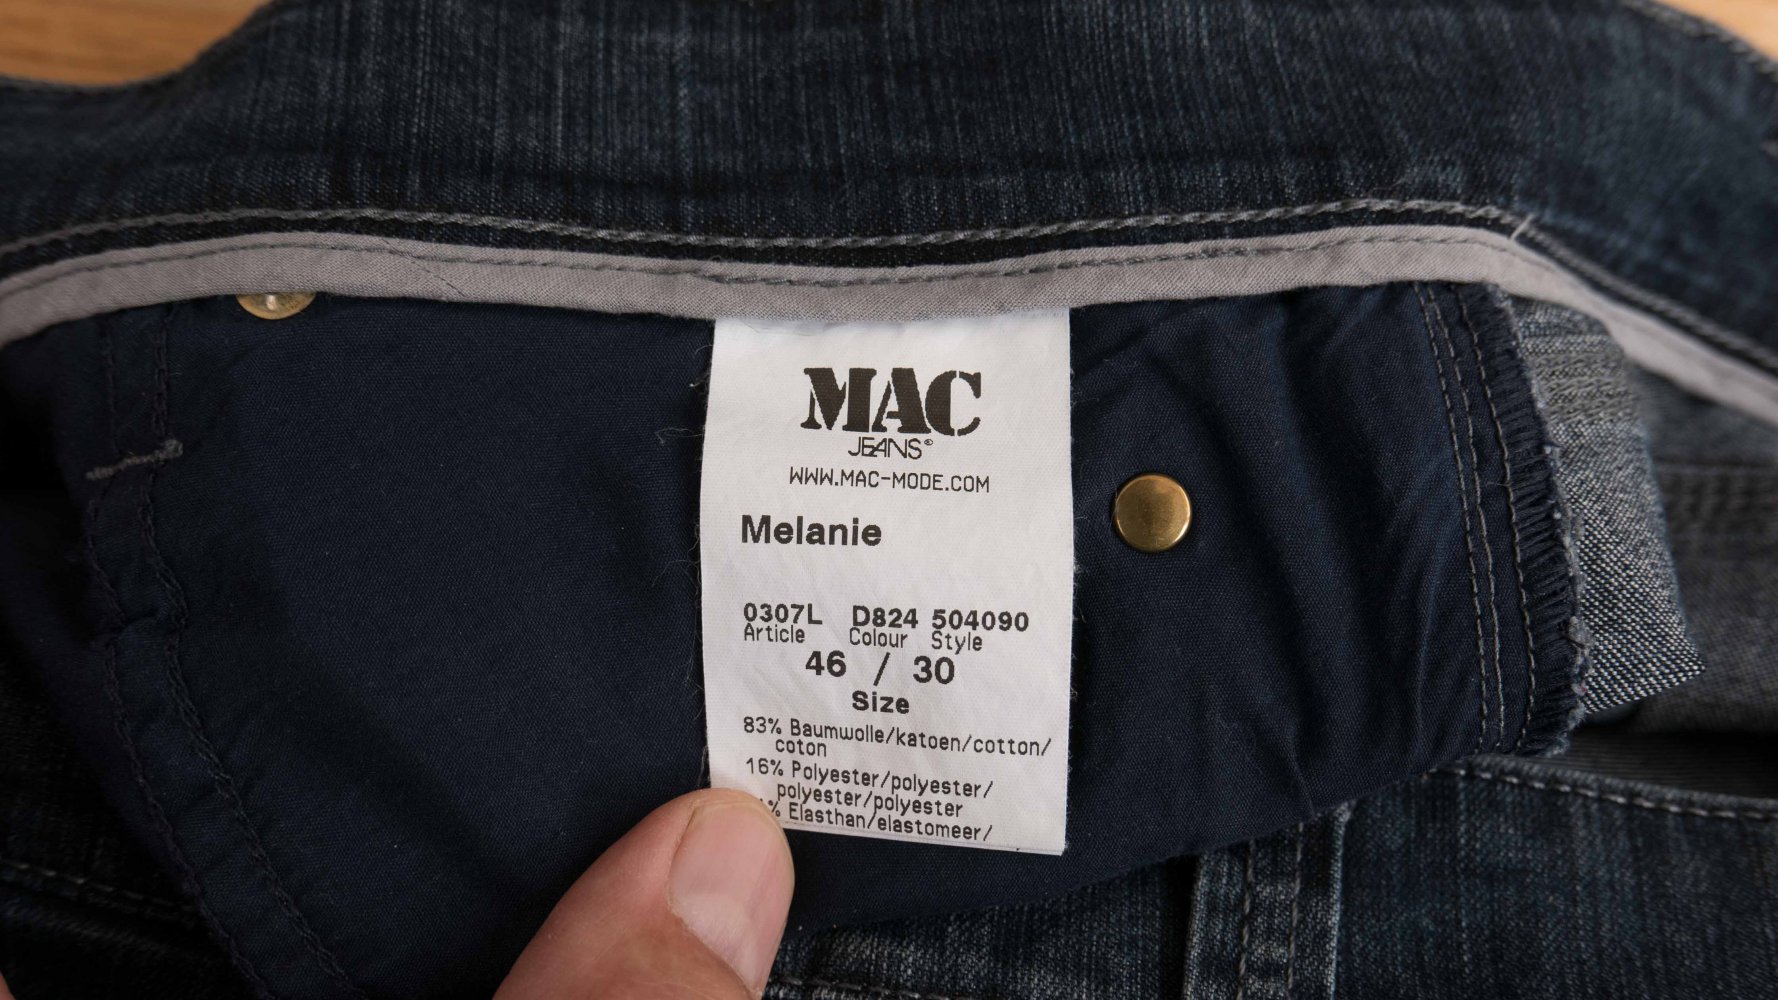 MAC
JEANS®
WWW.MAC-MODE.COM
Melanie
0307L D824 504090
Article Colour Style
46 / 30
Size
83% Baumwolle/katoen/cotton/
coton
16% Polyester/polyester/
polyester/polyester
% Elasthan/elastomeer/